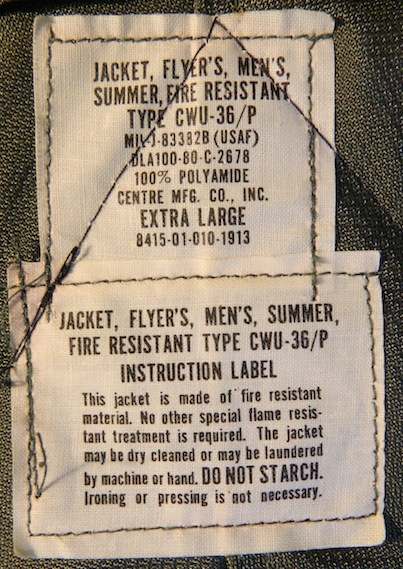 JACKET, FLYER'S, MEN'S,
SUMMER, FIRE RESISTANT
TYPE CWU-36/P
MIL-J-83382B (USAF)
DLA100-80-C-2678
100% POLYAMIDE
CENTRE MFG. CO., INC.
EXTRA LARGE
8415-01-010-1913
JACKET, FLYER'S, MEN'S, SUMMER,
FIRE RESISTANT TYPE CWU-36/P
INSTRUCTION LABEL
This jacket is made of fire resistant
material. No other special flame resis-
tant treatment is required. The jacket
may be dry cleaned or may be laundered
by machine or hand. DO NOT STARCH.
Ironing or pressing is not necessary.